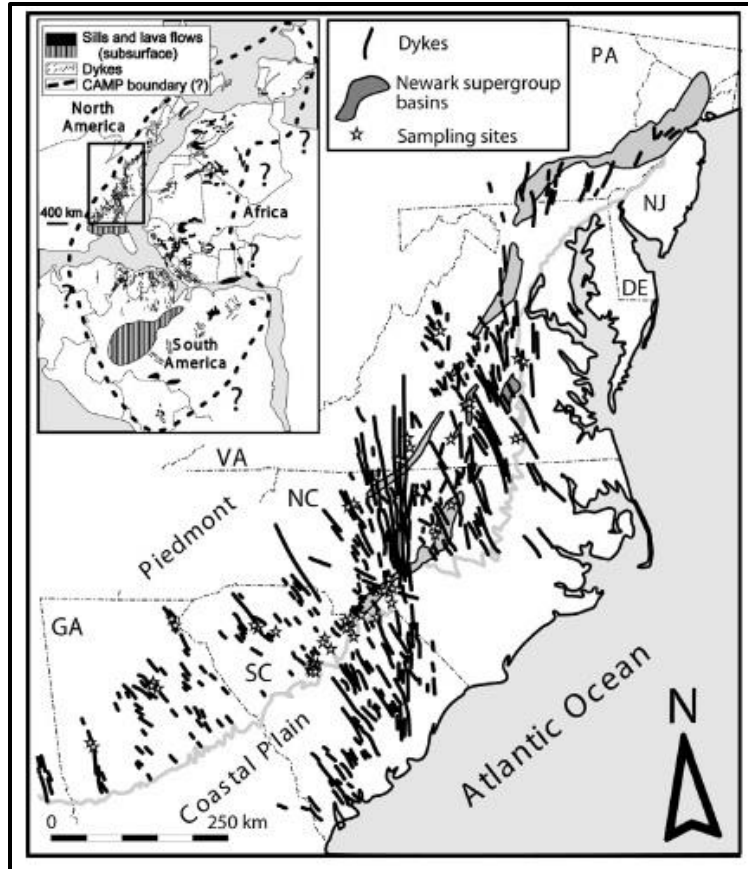 Sills and lava flows
(subsurface)
Dykes
CAMP boundary (?)
North
America
400 km
Africa
South
America
?
?
?
?
?
?
?
Dykes
Newark supergroup
basins
Sampling sites
PA
NJ
DE
VA
NC
Piedmont
GA
SC
Coastal Plain
Atlantic Ocean
N
0
250 km